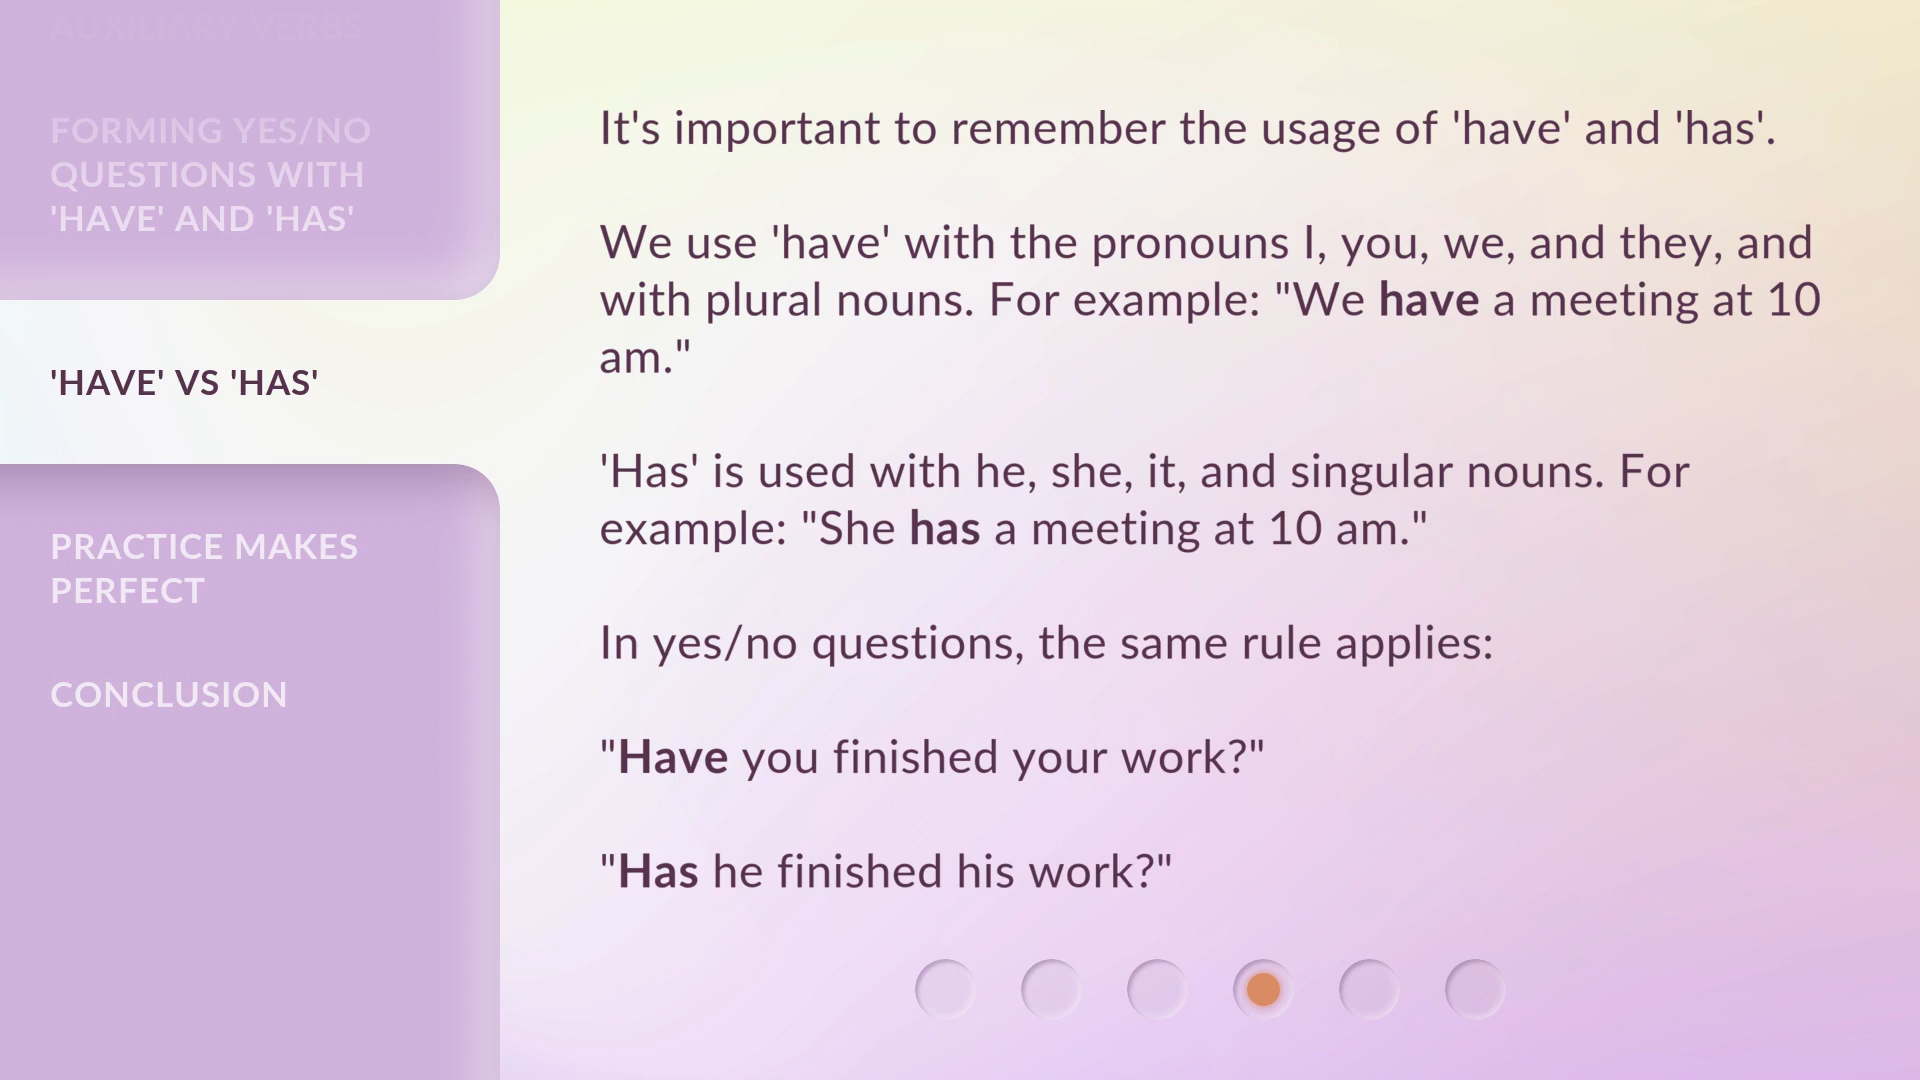 AUXILIARY VERBS
FORMING YES/NO
QUESTIONS WITH
'HAVE' AND 'HAS'
'HAVE' VS 'HAS'
PRACTICE MAKES
PERFECT
CONCLUSION
It's important to remember the usage of 'have' and 'has'.
We use 'have' with the pronouns I, you, we, and they, and
with plural nouns. For example: "We have a meeting at 10
am."
'Has' is used with he, she, it, and singular nouns. For
example: "She has a meeting at 10 am."
In yes/no questions, the same rule applies:
"Have you finished your work?"
"Has he finished his work?"